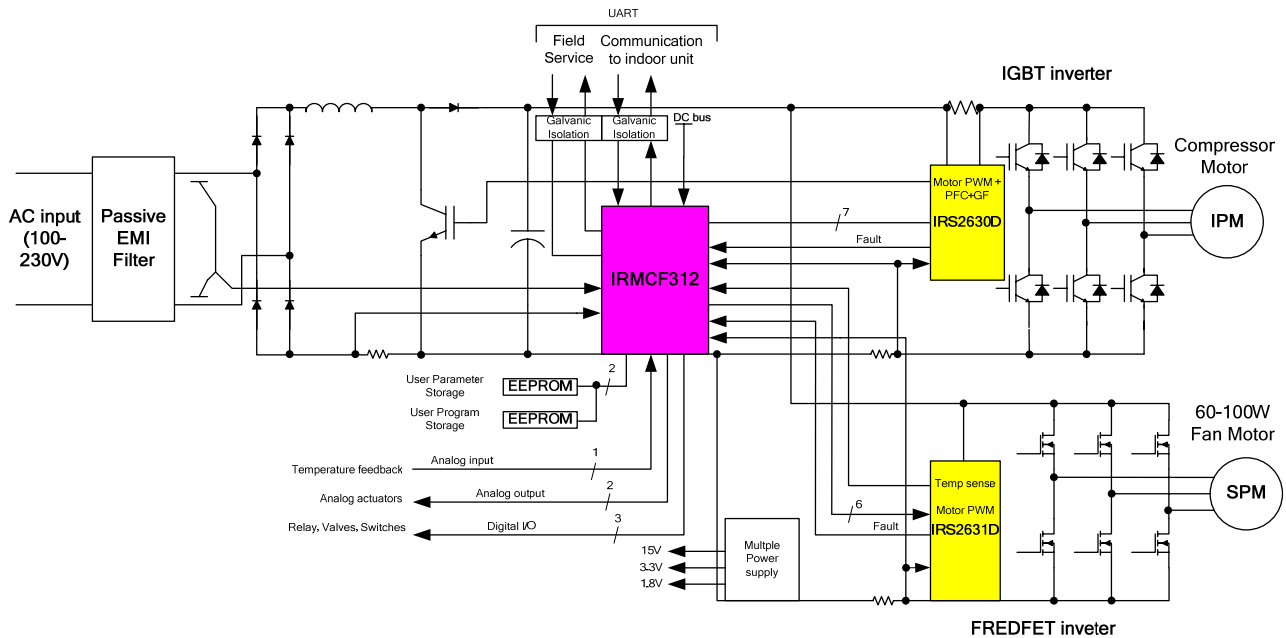 UART
Field
Service
Communication
to indoor unit
IGBT inverter
Galvanic
Isolation
Galvanic
Isolation
DC bus
Compressor
Motor
AC input
(100-
230V)
Passive
EMI
Filter
Motor PWM +
PFC+GF
IRS2630D
IPM
7
Fault
IRMCF312
User Parameter
Storage
EEPROM
2
User Program
Storage
EEPROM
60-100W
Fan Motor
Temperature feedback
Analog input
1
Analog actuators
Analog output
2
Relay, Valves, Switches
Digital I/O
3
Temp sense
6
Motor PWM
Fault
IRS2631D
SPM
15V
3.3V
1.8V
Multple
Power
supply
FREDFET inveter